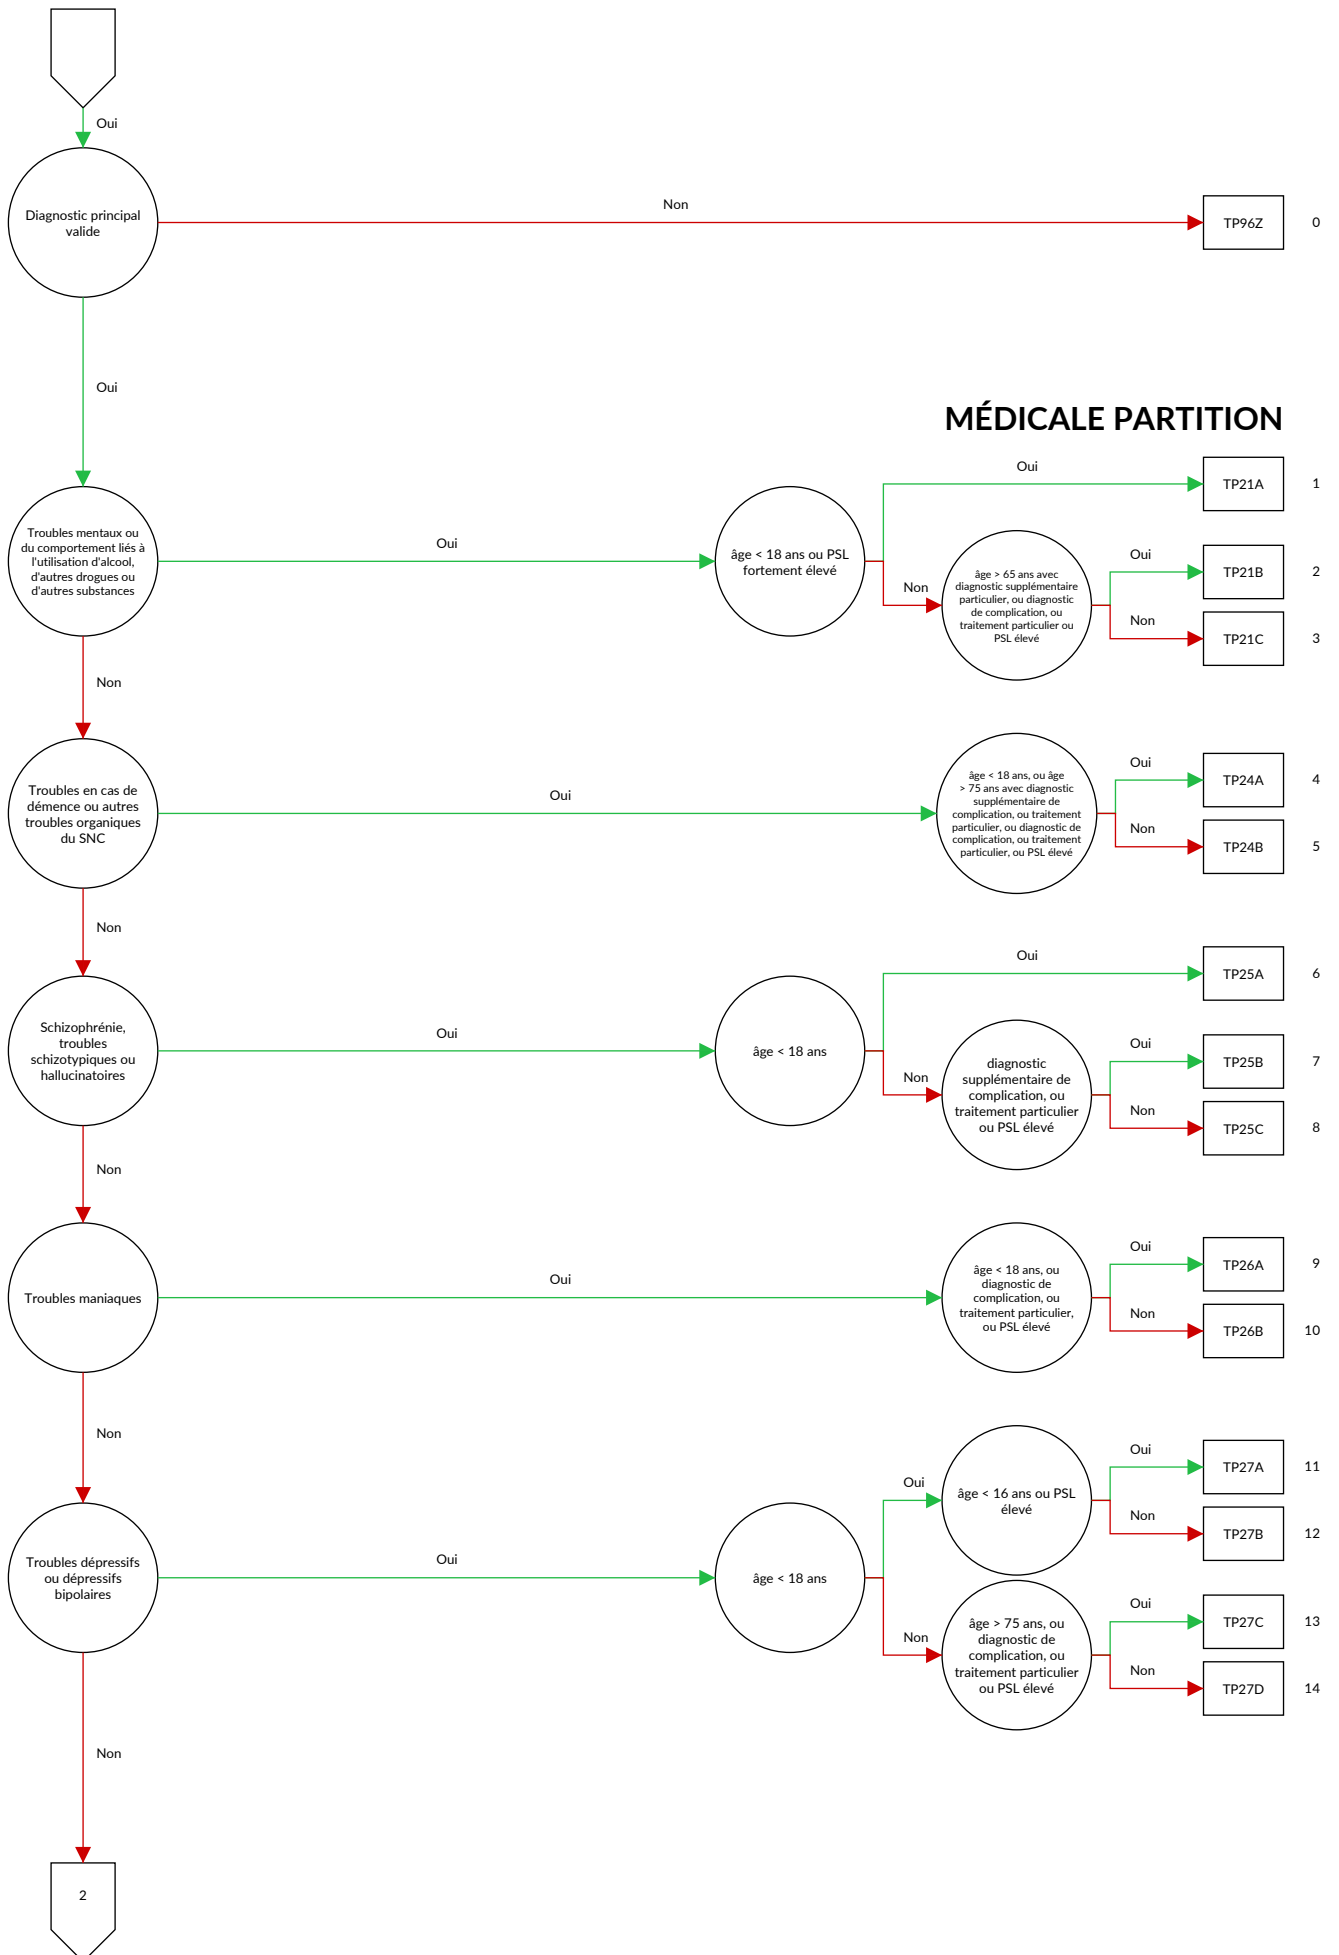 Oui
Diagnostic principal
valide
Non
TP96Z
0
Oui
MÉDICALE PARTITION
Troubles mentaux ou
du comportement liés à
l'utilisation d'alcool,
d'autres drogues ou
d'autres substances
Oui
âge < 18 ans ou PSL
fortement élevé
Oui
TP21A
1
Non
âge > 65 ans avec
diagnostic supplémentaire
particulier, ou diagnostic
de complication, ou
traitement particulier ou
PSL élevé
Oui
TP21B
2
Non
TP21C
3
Non
Troubles en cas de
démence ou autres
troubles organiques
du SNC
Oui
âge < 18 ans, ou âge
> 75 ans avec diagnostic
supplémentaire de
complication, ou traitement
particulier, ou diagnostic de
complication, ou traitement
particulier, ou PSL élevé
Oui
TP24A
4
Non
TP24B
5
Non
Schizophrénie,
troubles
schizotypiques ou
hallucinatoires
Oui
âge < 18 ans
Oui
TP25A
6
Non
diagnostic
supplémentaire de
complication, ou
traitement particulier
ou PSL élevé
Oui
TP25B
7
Non
TP25C
8
Non
Troubles maniaques
Oui
âge < 18 ans, ou
diagnostic de
complication, ou
traitement particulier,
ou PSL élevé
Oui
TP26A
9
Non
TP26B
10
Non
Troubles dépressifs
ou dépressifs
bipolaires
Oui
âge < 18 ans
Oui
âge < 16 ans ou PSL
élevé
Oui
TP27A
11
Non
TP27B
12
Non
âge > 75 ans, ou
diagnostic de
complication, ou
traitement particulier
ou PSL élevé
Oui
TP27C
13
Non
TP27D
14
Non
2